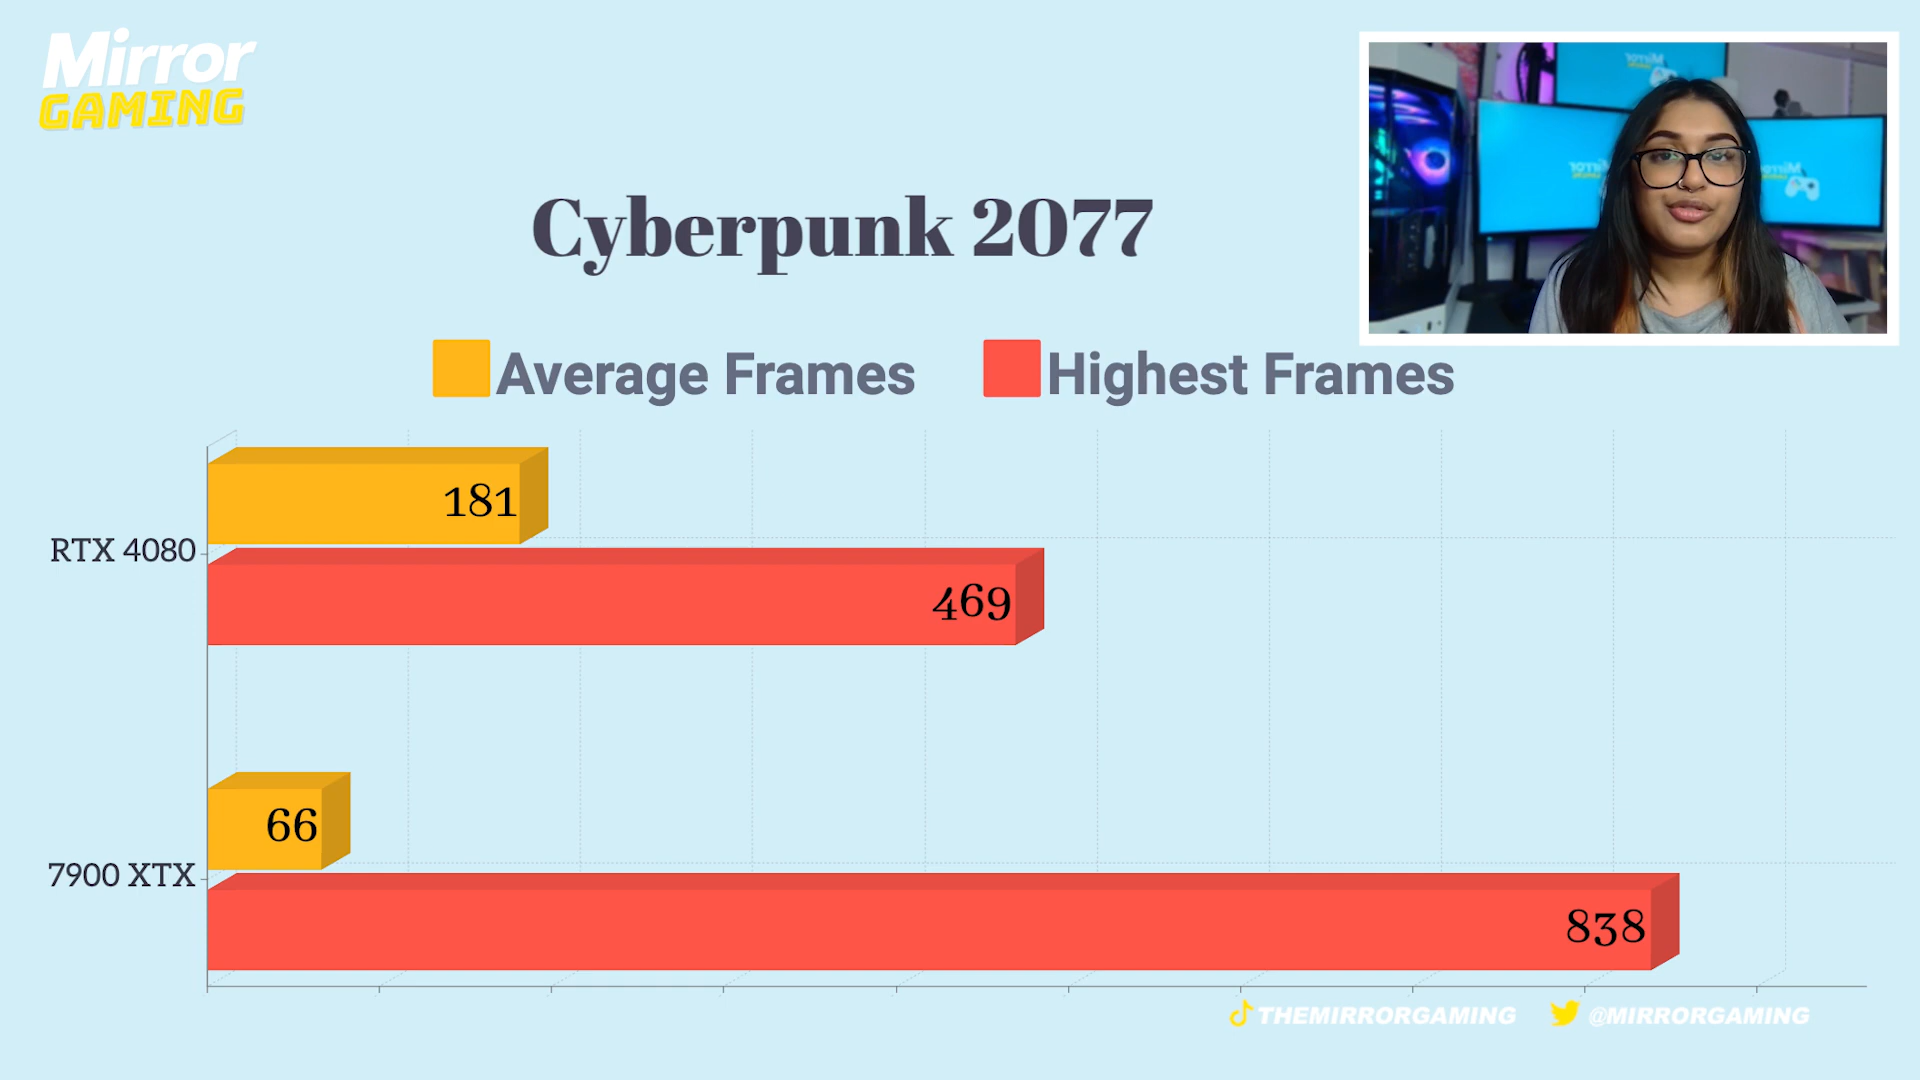 Mirror
GAMING
Cyberpunk 2077
Average Frames
Highest Frames
181
RTX 4080
469
66
7900 XTX
838
THEMIRRORGAMING
@MIRRORGAMING